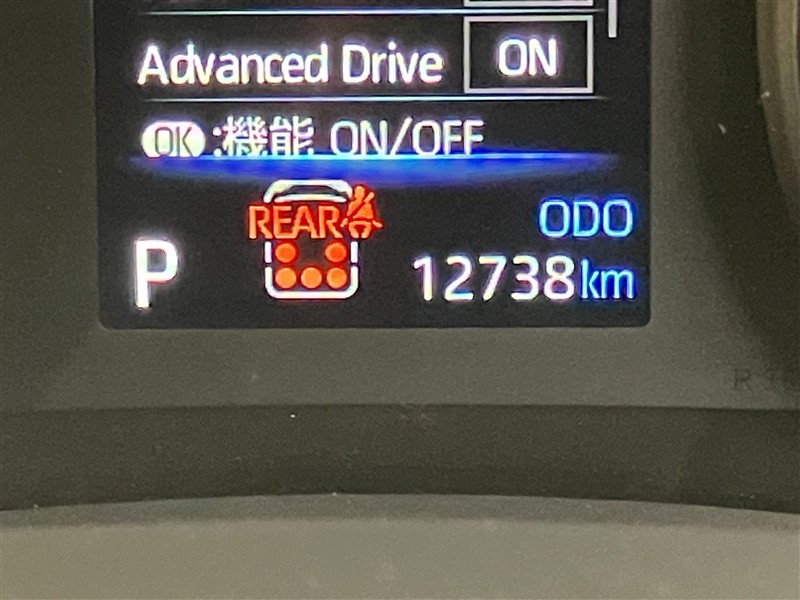 Advanced Drive ON
OK :機能 ON/OFF
REAR
ODO
P
12738km